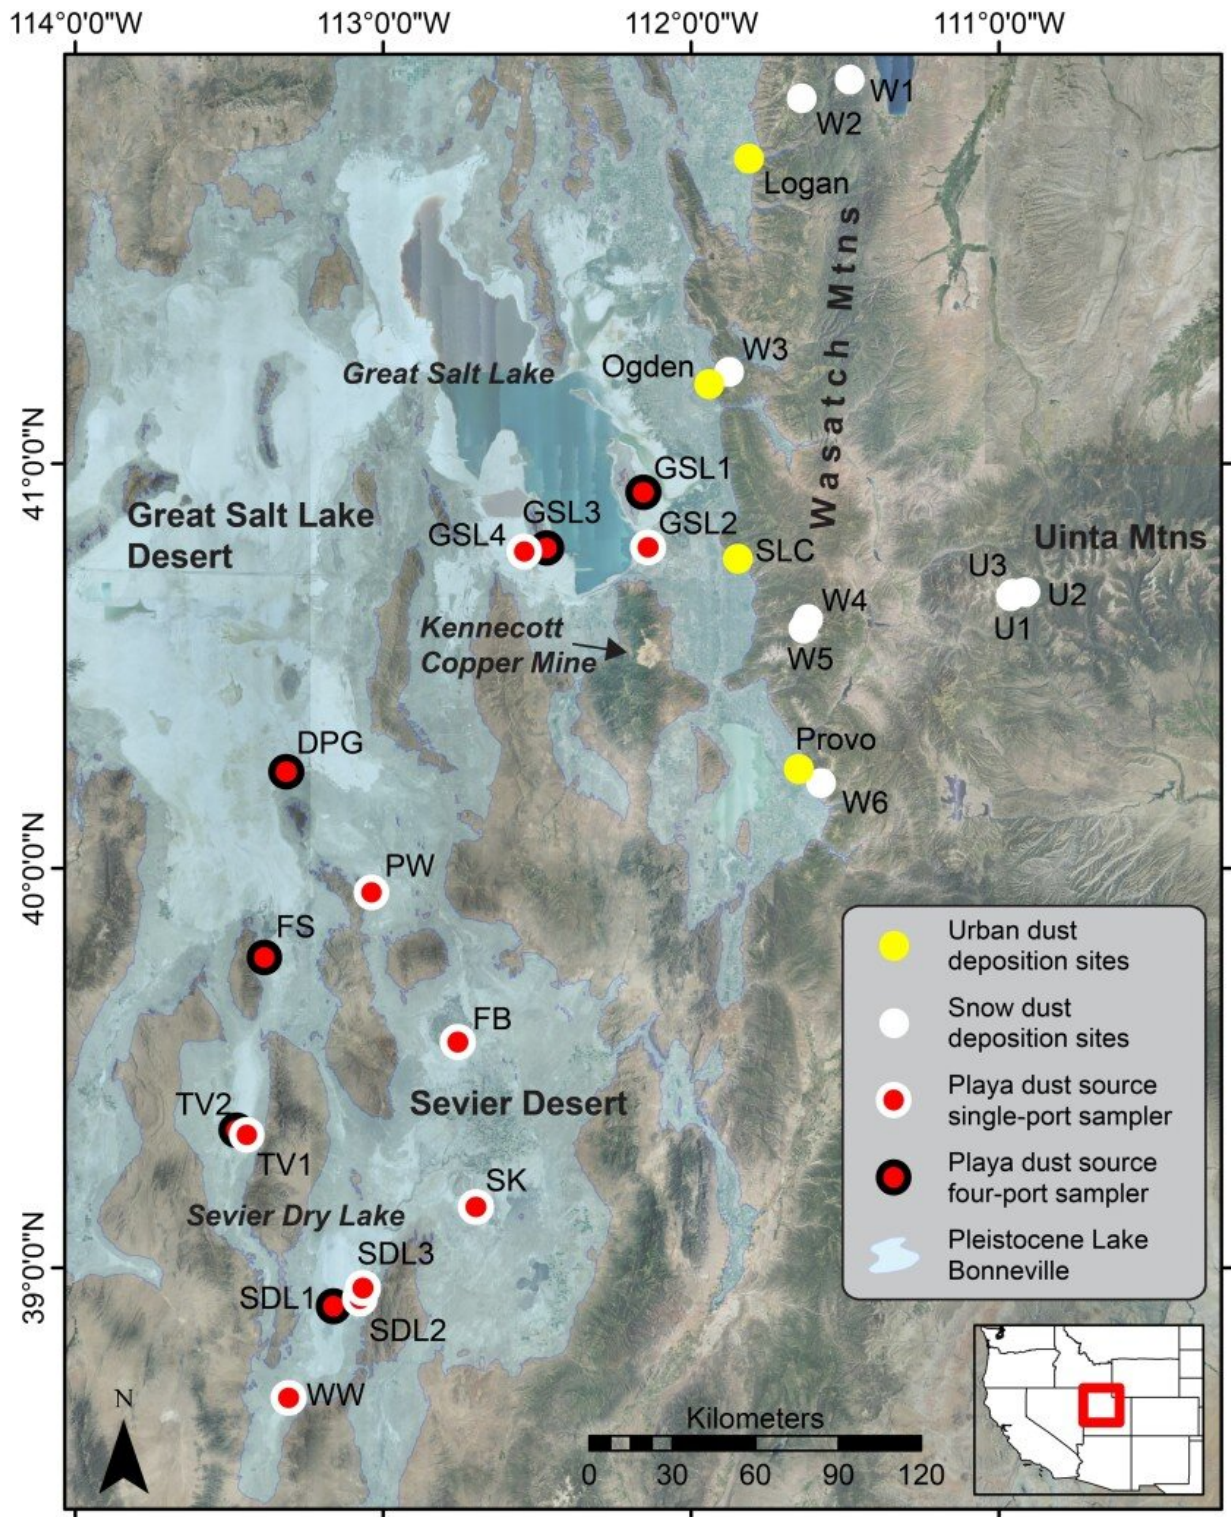 114°0'0"W
113°0'0"W
112°0'0"W
111°0'0"W
W1
W2
Logan
Wasatch Mtns
W3
Ogden
Great Salt Lake
41°0'0"N
GSL1
Great Salt Lake
Desert
GSL3
GSL4
GSL2
SLC
Uinta Mtns
U3
U2
U1
W4
W5
Kennecott
Copper Mine
DPG
Provo
W6
40°0'0"N
PW
FS
FB
Sevier Desert
TV2
TV1
SK
Sevier Dry Lake
SDL3
39°0'0"N
SDL1
SDL2
WW
N
Urban dust
deposition sites
Snow dust
deposition sites
Playa dust source
single-port sampler
Playa dust source
four-port sampler
Pleistocene Lake
Bonneville
Kilometers
0 30 60 90 120